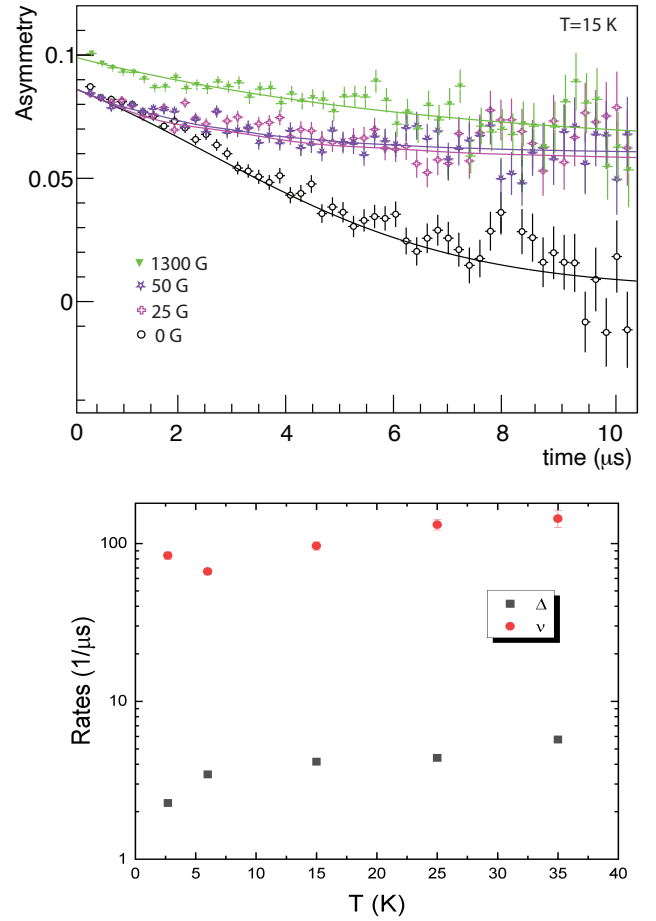 T=15 K
Asymmetry
0.1
0.05
0
1300 G
50 G
25 G
0 G
0 2 4 6 8 10
time (μs)
Rates (1/μs)
100
10
1
Δ
ν
0 5 10 15 20 25 30 35 40
T (K)